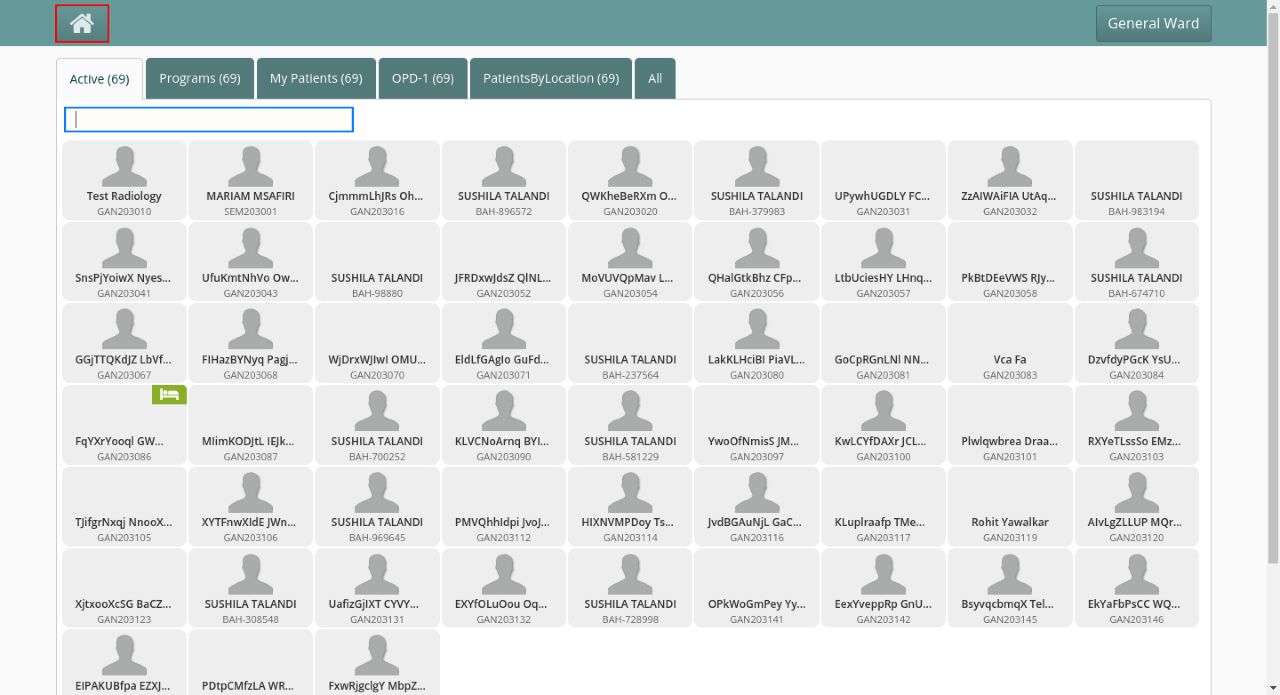 General Ward
Active (69) Programs (69) My Patients (69) OPD-1 (69) PatientsByLocation (69) All
Test Radiology MARIAM MSAFIRI CjmmmLhJRs Oh... SUSHILA TALANDI QWKheBeRXm O... SUSHILA TALANDI UPywhUGDLY FC... ZzAIWAiFIA UtAq... SUSHILA TALANDI
GAN203010 SEM203001 GAN203016 BAH-896572 GAN203020 BAH-379983 GAN203031 GAN203032 BAH-983194
SnsPjYoiwX Nyes... UfuKmtNhVo Ow... SUSHILA TALANDI JFRDxwJdsZ QlNL... MoVUVQpMav L... QHalGtkBhz CFp... LtbUciesHY LHnq... PkBtDEeVWS RJy... SUSHILA TALANDI
GAN203041 GAN203043 BAH-98880 GAN203052 GAN203054 GAN203056 GAN203057 GAN203058 BAH-674710
GGjTTQKdJZ LbVf... FIHazBYNyq Pagj... WjDrxWJIwI OMU... EldLfGAgIo GuFd... SUSHILA TALANDI LakKLHciBI PiaVL... GoCpRGnLNl NN... Vca Fa DzvfdyPGcK YsU...
GAN203067 GAN203068 GAN203070 GAN203071 BAH-237564 GAN203080 GAN203081 GAN203083 GAN203084
FqYXrYooql GW... MIimKODJtL IEJk... SUSHILA TALANDI KLVCNoArnq BYI... SUSHILA TALANDI YwoOfNmisS JM... KwLCYfDAXr JCL... Plwlqwbrea Draa... RXYeTLssSo EMz...
GAN203086 GAN203087 BAH-700252 GAN203090 BAH-581229 GAN203097 GAN203100 GAN203101 GAN203103
TJifgrNxqj NnooX... XYTFnwXIdE JWn... SUSHILA TALANDI PMVQhhIdpi JvoJ... HIXNVMPDoy Ts... JvdBGAuNjL GaC... KLuplraafp TMe... Rohit Yawalkar AIvLgZLLUP MQr...
GAN203105 GAN203106 BAH-969645 GAN203112 GAN203114 GAN203116 GAN203117 GAN203119 GAN203120
XjtxooXcSG BaCZ... SUSHILA TALANDI UafizGjIXT CYVY... EXYfOLuOou Oq... SUSHILA TALANDI OPkWoGmPey Yy... EexYveppRp GnU... BsyvqcbmqX Tel... EkYaFbPsCC WQ...
GAN203123 BAH-308548 GAN203131 GAN203132 BAH-728998 GAN203141 GAN203142 GAN203145 GAN203146
EIPAKUBfpa EZXJ... PDtpCMfzLA WR... FxwRjgclgY MbpZ...